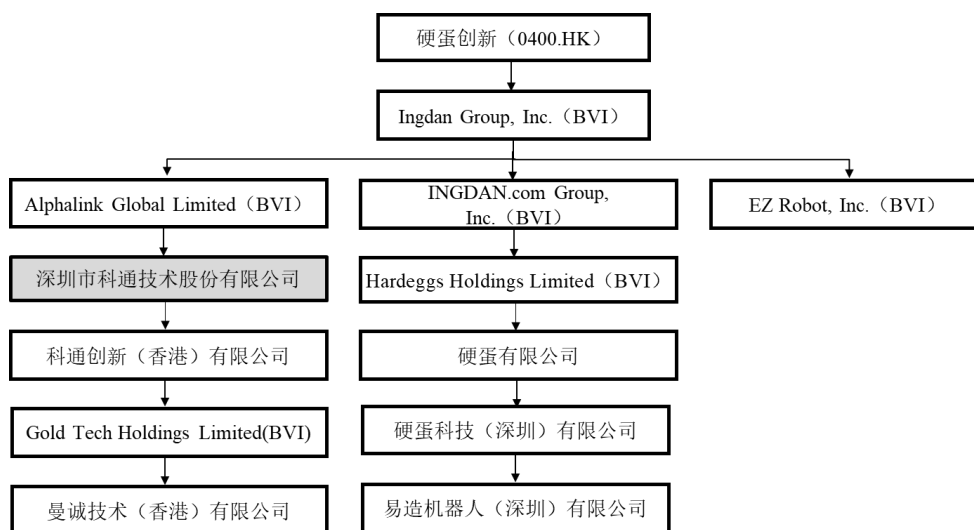 硬蛋创新（0400.HK）
Ingdan Group, Inc.（BVI）
Alphalink Global Limited（BVI）
INGDAN.com Group,
Inc.（BVI）
EZ Robot, Inc.（BVI）
深圳市科通技术股份有限公司
Hardeggs Holdings Limited（BVI）
科通创新（香港）有限公司
硬蛋有限公司
Gold Tech Holdings Limited(BVI)
硬蛋科技（深圳）有限公司
曼诚技术（香港）有限公司
易造机器人（深圳）有限公司